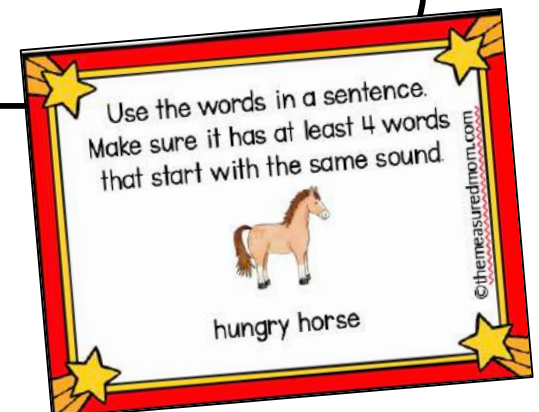 Use the words in a sentence.
Make sure it has at least 4 words
that start with the same sound.
hungry horse
©themeasuredmom.com